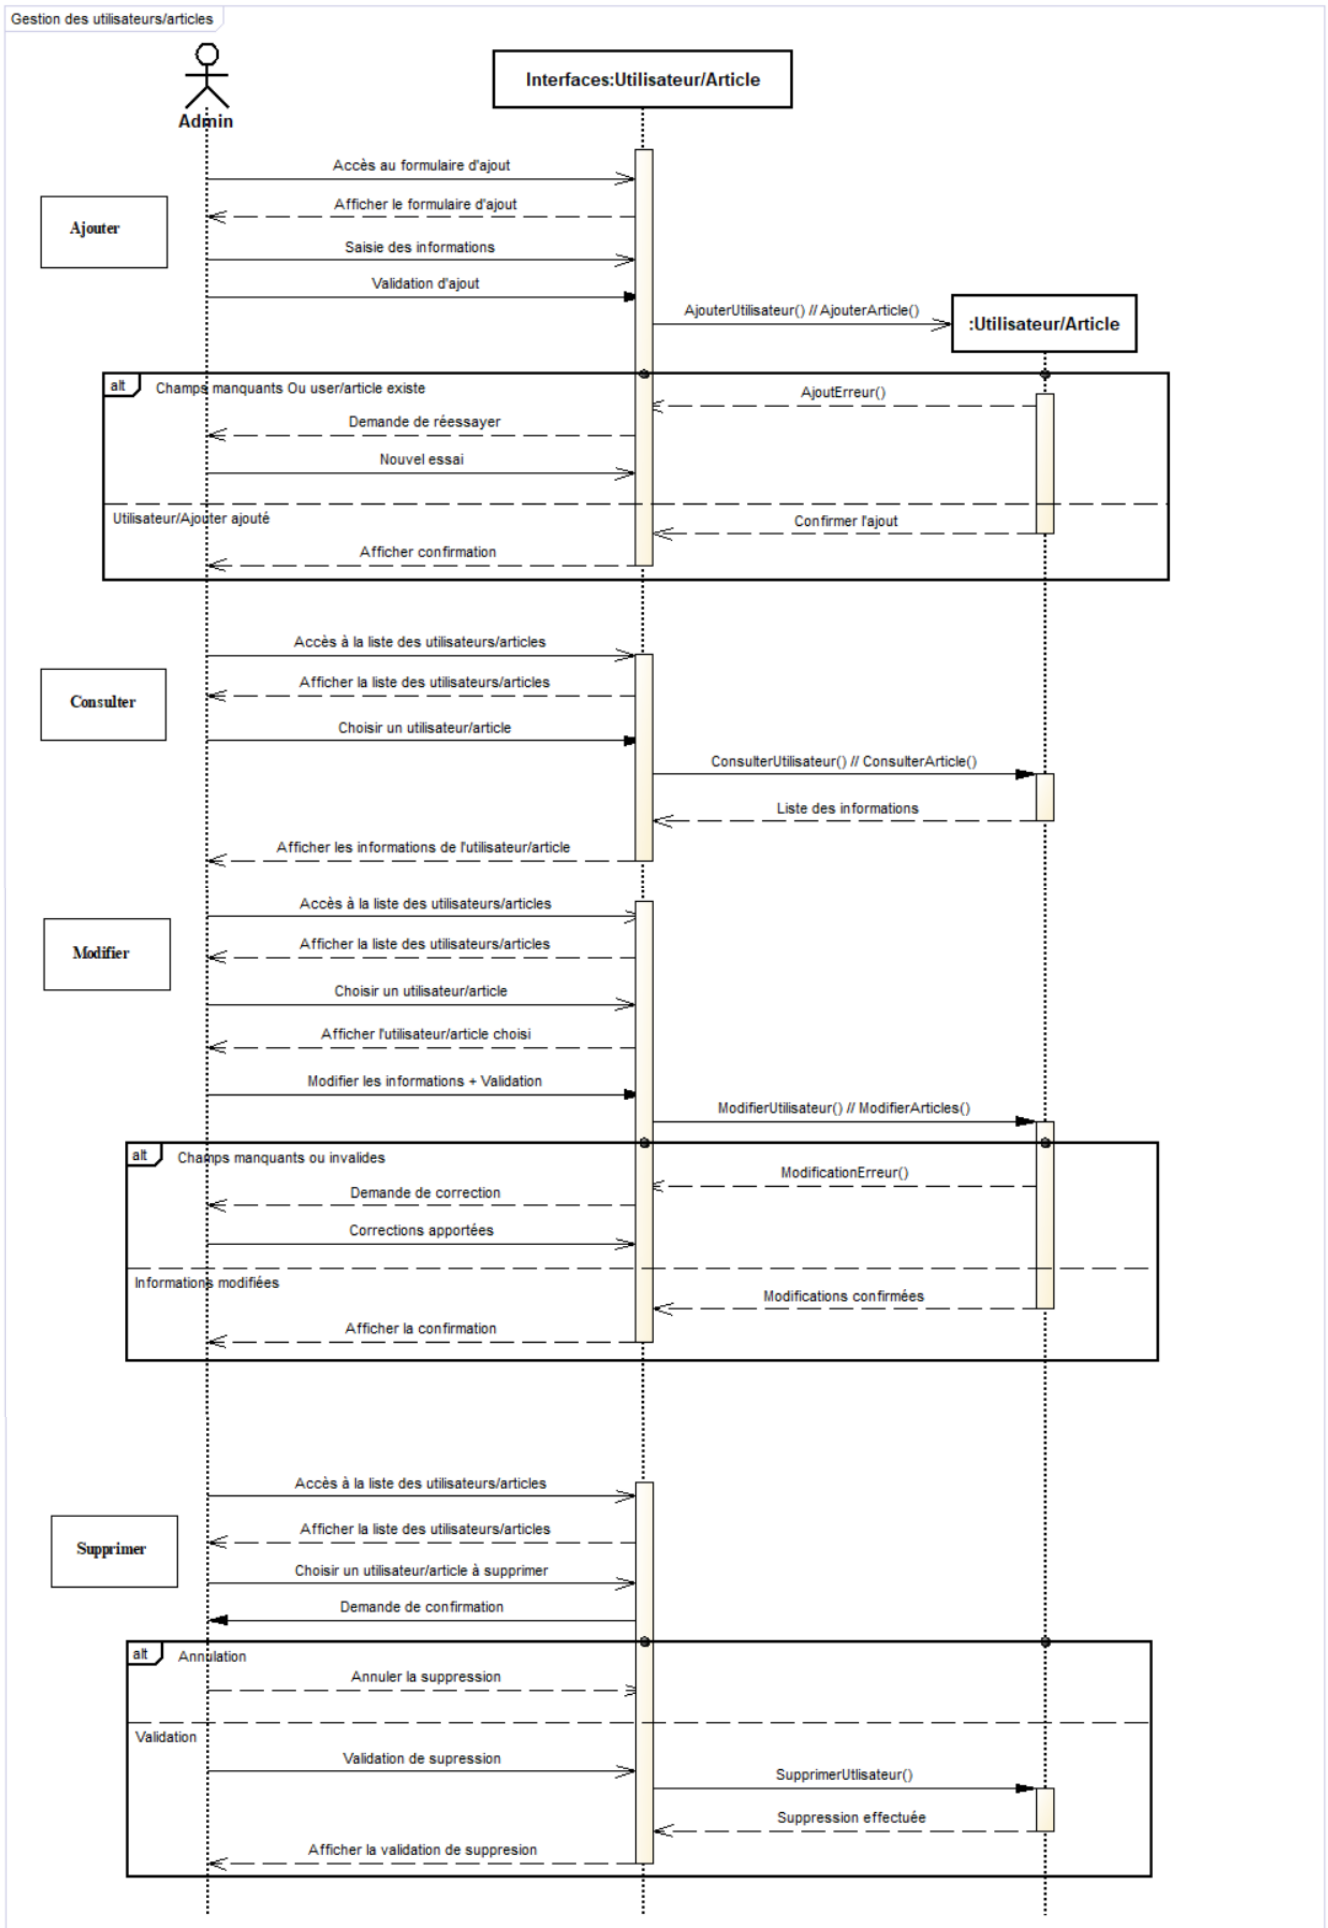 Gestion des utilisateurs/articles
Admin
Interfaces:Utilisateur/Article
Accès au formulaire d'ajout
Afficher le formulaire d'ajout
Ajouter
Saisie des informations
Validation d'ajout
AjouterUtilisateur() // AjouterArticle()
:Utilisateur/Article
alt
Champs manquants Ou user/article existe
AjoutErreur()
Demande de réessayer
Nouvel essai
Utilisateur/Ajouter ajouté
Confirmer l'ajout
Afficher confirmation
Accès à la liste des utilisateurs/articles
Afficher la liste des utilisateurs/articles
Consulter
Choisir un utilisateur/article
ConsulterUtilisateur() // ConsulterArticle()
Liste des informations
Afficher les informations de l'utilisateur/article
Accès à la liste des utilisateurs/articles
Afficher la liste des utilisateurs/articles
Modifier
Choisir un utilisateur/article
Afficher l'utilisateur/article choisi
Modifier les informations + Validation
ModifierUtilisateur() // ModifierArticles()
alt
Champs manquants ou invalides
ModificationErreur()
Demande de correction
Corrections apportées
Informations modifiées
Modifications confirmées
Afficher la confirmation
Accès à la liste des utilisateurs/articles
Afficher la liste des utilisateurs/articles
Supprimer
Choisir un utilisateur/article à supprimer
Demande de confirmation
alt
Annulation
Annuler la suppression
Validation
Validation de supression
SupprimerUtlisateur()
Suppression effectuée
Afficher la validation de suppresion